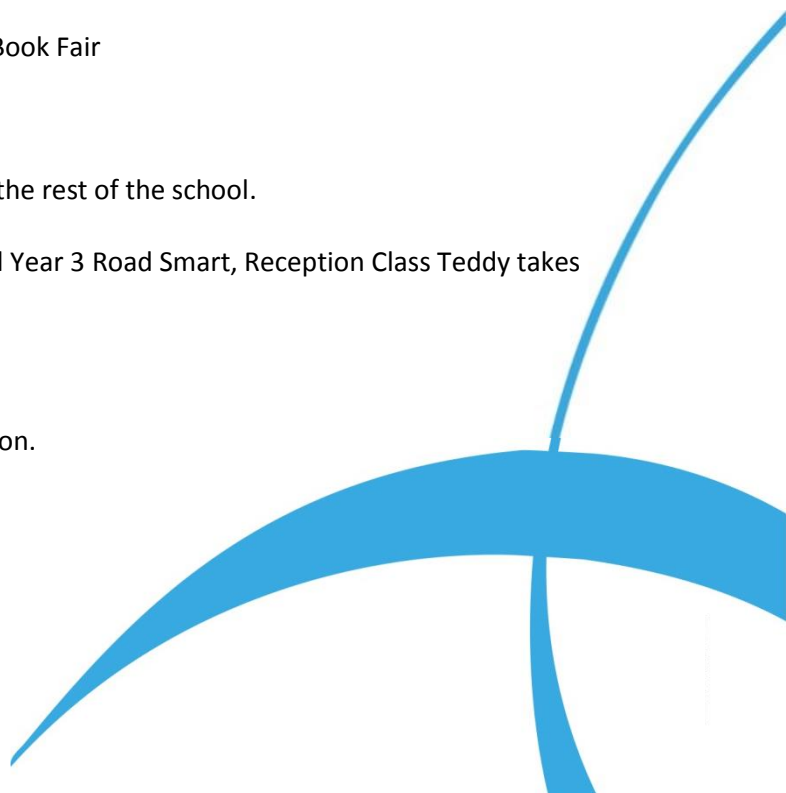 Book Fair
the rest of the school.
Year 3 Road Smart, Reception Class Teddy takes
on.